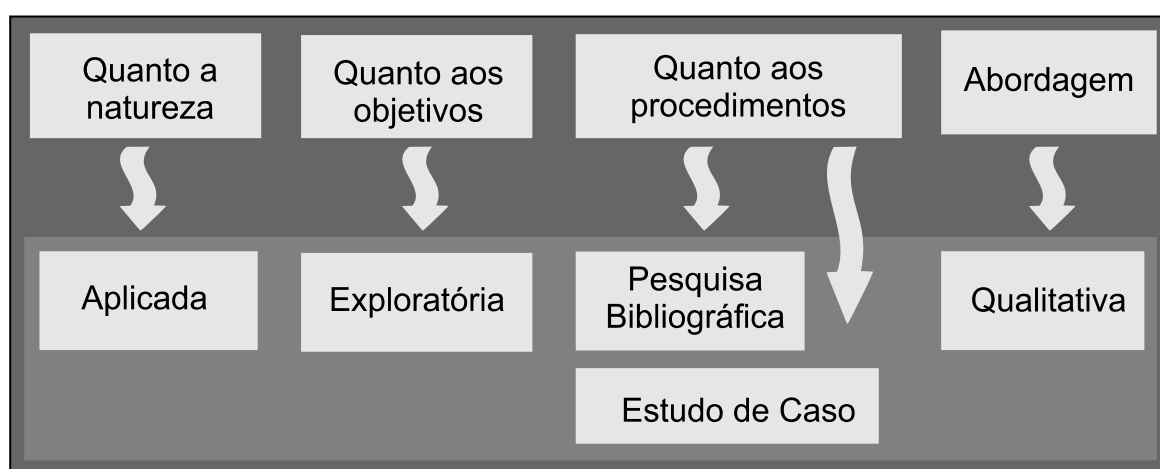 Quanto a
natureza
Quanto aos
objetivos
Quanto aos
procedimentos
Abordagem
Aplicada
Exploratória
Pesquisa
Bibliográfica
Qualitativa
Estudo de Caso